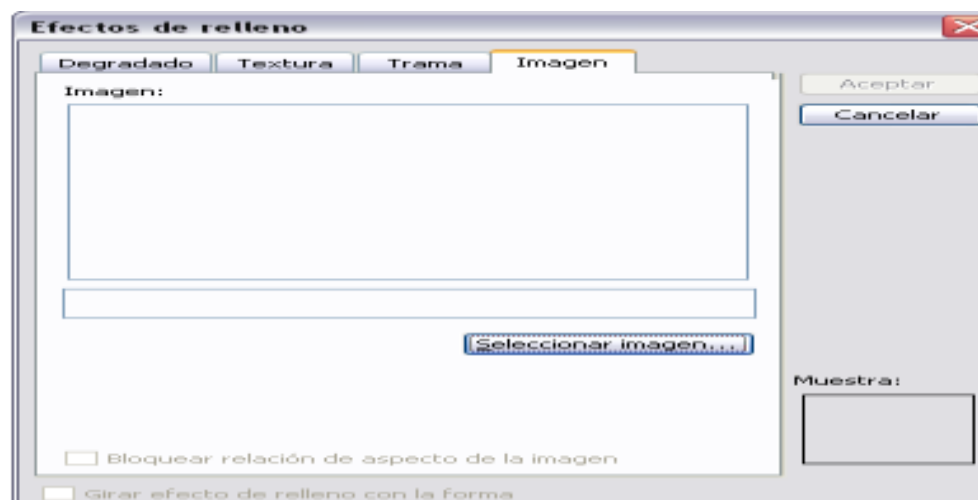 Efectos de relleno
Degradado Textura Trama Imagen
Imagen:
Aceptar
Cancelar
Seleccionar imagen...
Muestra:
Bloquear relación de aspecto de la imagen
Girar efecto de relleno con la forma